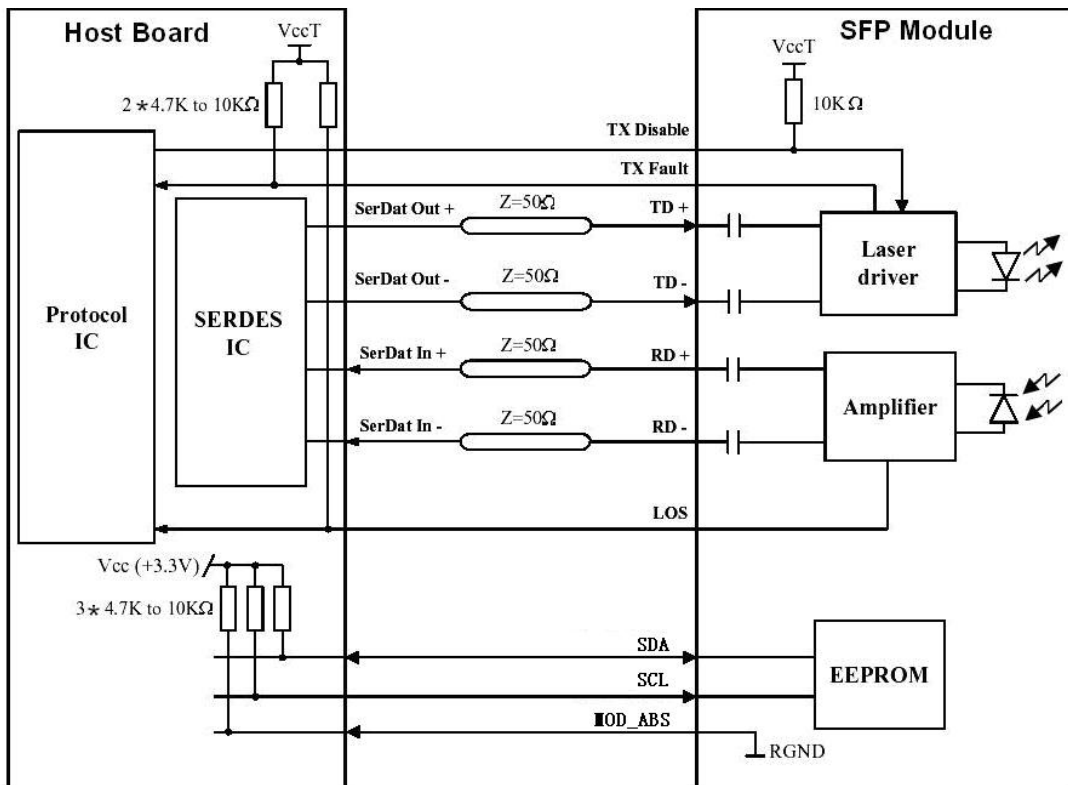 Host Board
SFP Module
VccT
VccT
2*4.7K to 10KΩ
10KΩ
TX Disable
TX Fault
SerDat Out +
Z=50Ω
TD +
Laser
driver
SerDat Out -
Z=50Ω
TD -
Protocol
IC
SERDES
IC
SerDat In +
Z=50Ω
RD +
Amplifier
SerDat In -
Z=50Ω
RD -
LOS
Vcc (+3.3V)
3* 4.7K to 10KΩ
SDA
SCL
EEPROM
MOD_ABS
RGND